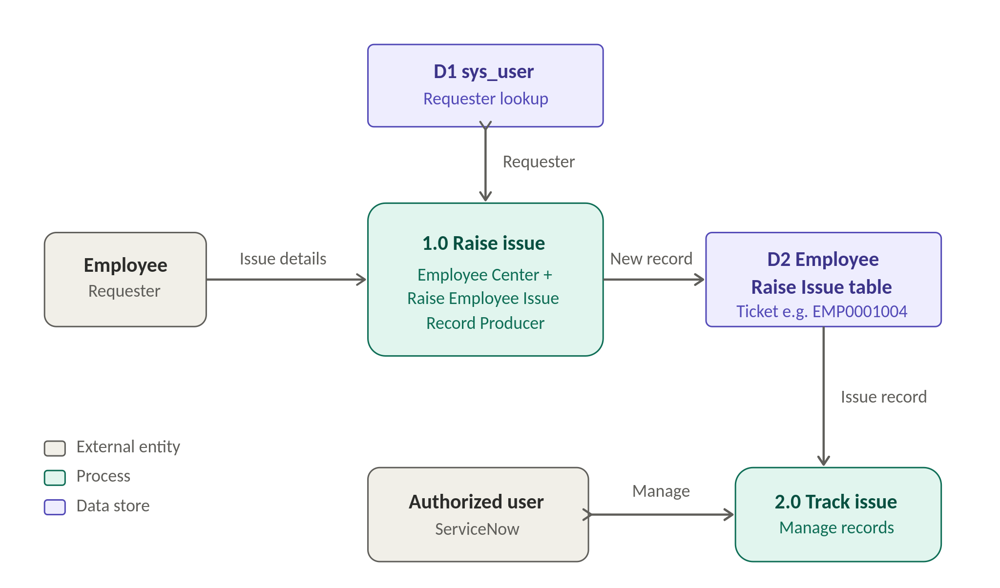 D1 sys_user
Requester lookup
Requester
Employee
Requester
Issue details
1.0 Raise issue
Employee Center +
Raise Employee Issue
Record Producer
New record
D2 Employee
Raise Issue table
Ticket e.g. EMP0001004
Issue record
External entity
Process
Data store
Authorized user
ServiceNow
Manage
2.0 Track issue
Manage records